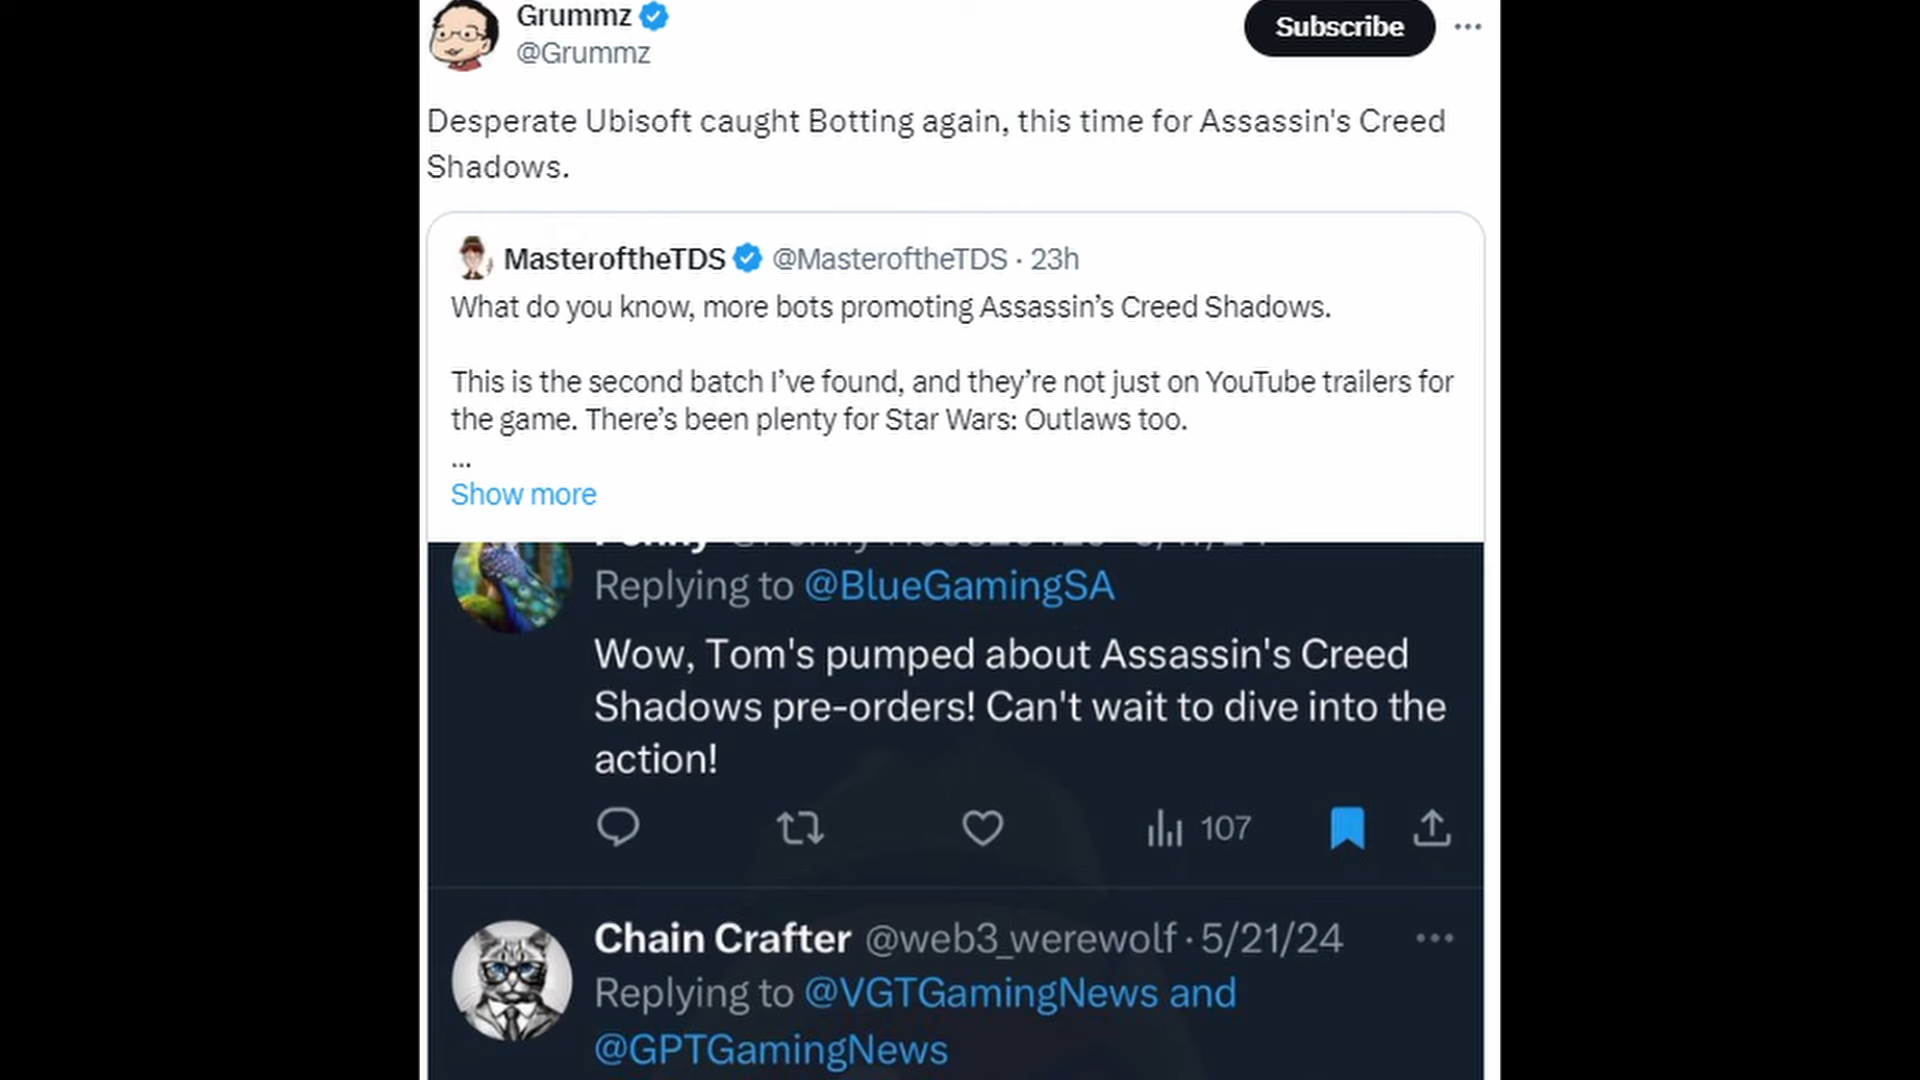 Grummz
@Grummz
Subscribe
Desperate Ubisoft caught Botting again, this time for Assassin's Creed
Shadows.
MasteroftheTDS @MasteroftheTDS · 23h
What do you know, more bots promoting Assassin’s Creed Shadows.
This is the second batch I’ve found, and they’re not just on YouTube trailers for
the game. There’s been plenty for Star Wars: Outlaws too.
...
Show more
Replying to @BlueGamingSA
Wow, Tom's pumped about Assassin's Creed
Shadows pre-orders! Can't wait to dive into the
action!
107
Chain Crafter @web3_werewolf · 5/21/24
Replying to @VGTGamingNews and
@GPTGamingNews